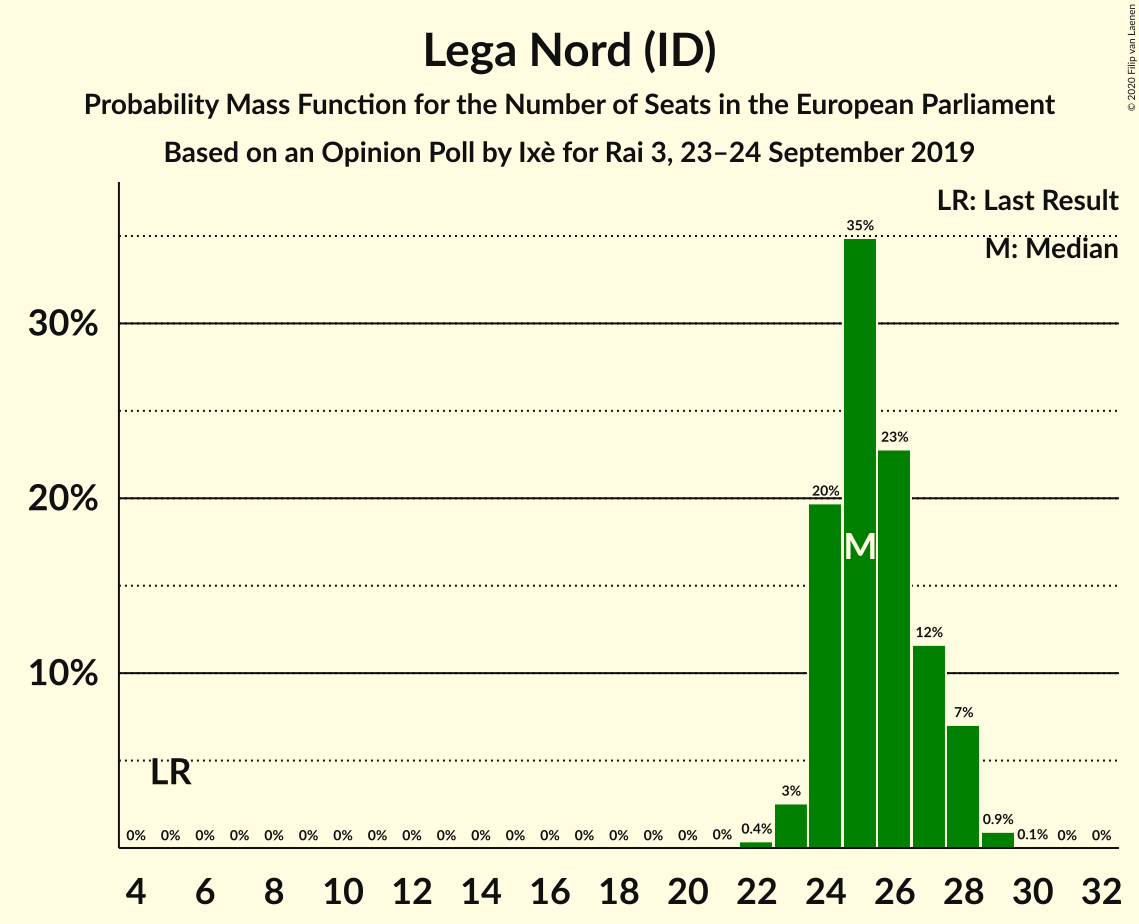 Lega Nord (ID)
Probability Mass Function for the Number of Seats in the European Parliament
Based on an Opinion Poll by Ixè for Rai 3, 23–24 September 2019
© 2020 Filip van Laenen
LR: Last Result
M: Median
35%
30%
23%
20%
20%
M
12%
10%
7%
LR
3%
0% 0% 0% 0% 0% 0% 0% 0% 0% 0% 0% 0% 0% 0% 0% 0% 0% 0% 0.4% 0.9% 0.1% 0% 0%
4 6 8 10 12 14 16 18 20 22 24 26 28 30 32